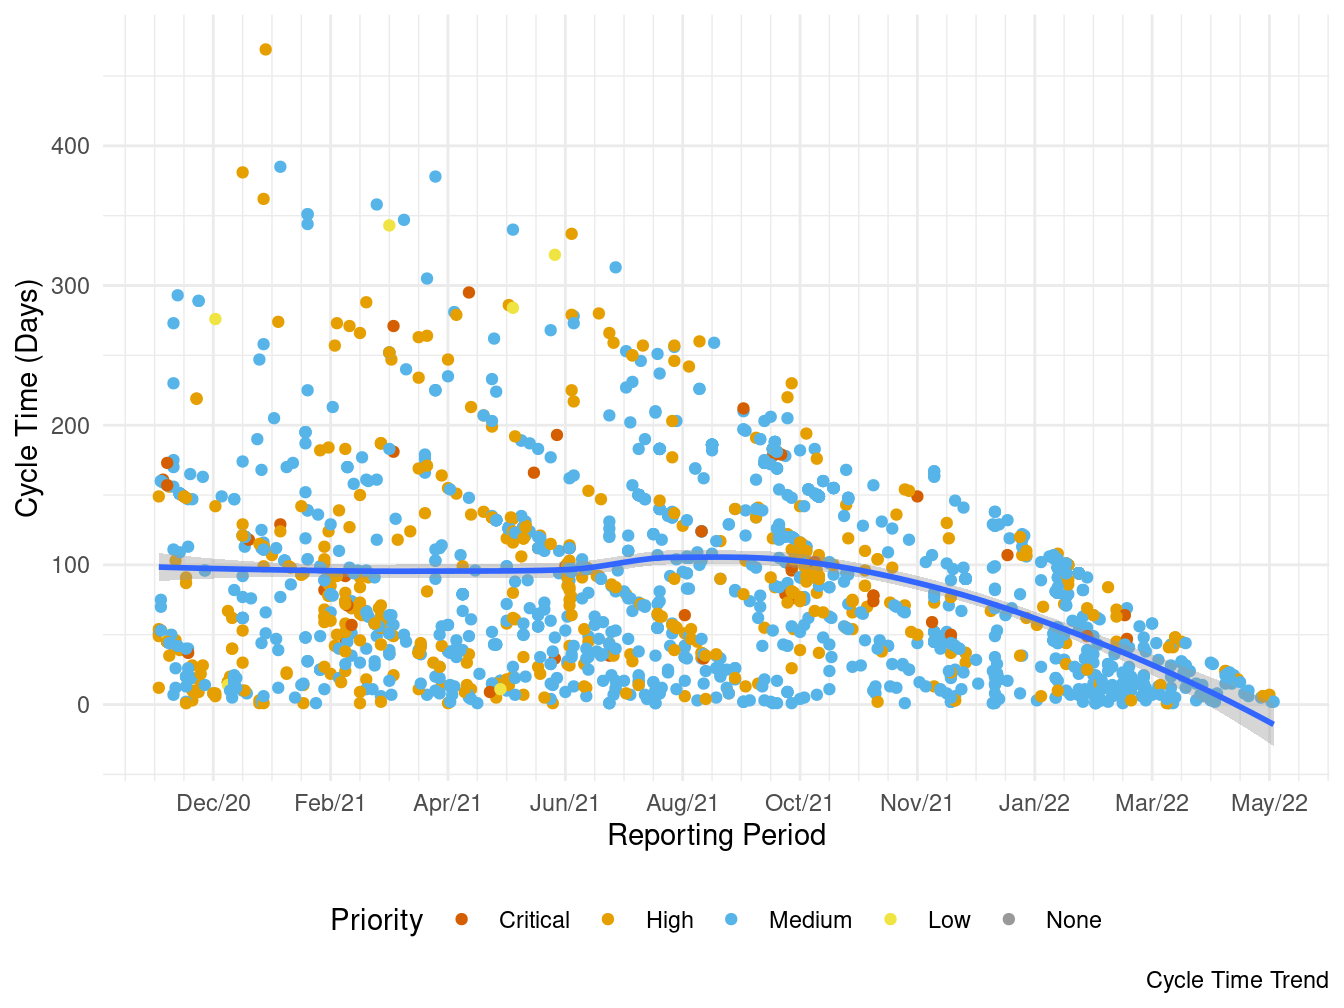 400
300
200
100
0
Cycle Time (Days)
Dec/20 Feb/21 Apr/21 Jun/21 Aug/21 Oct/21 Nov/21 Jan/22 Mar/22 May/22
Reporting Period
Priority Critical High Medium Low None
Cycle Time Trend